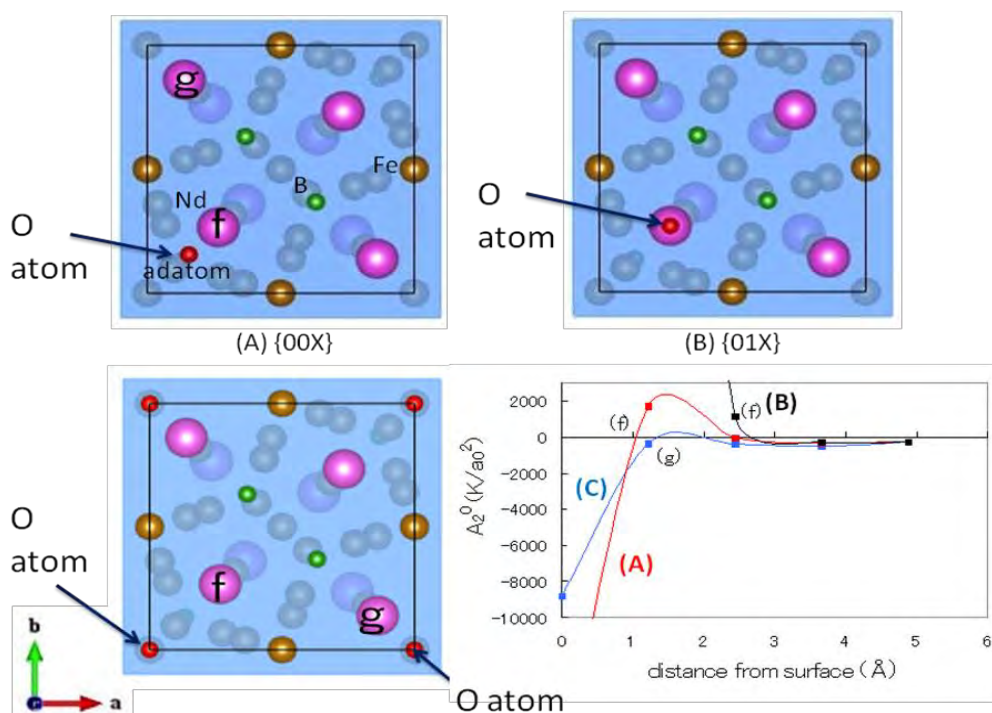 g
Nd
Fe
B
f
O
atom
adatom
(A) {00X}
O
atom
(B) {01X}
O
atom
f
g
O atom
b
a
A₂⁰ (K/a0²)
2000
0
-2000
-4000
-6000
-8000
-10000
(f)
(g)
(f)
(B)
(C)
(A)
0 1 2 3 4 5 6
distance from surface (Å)